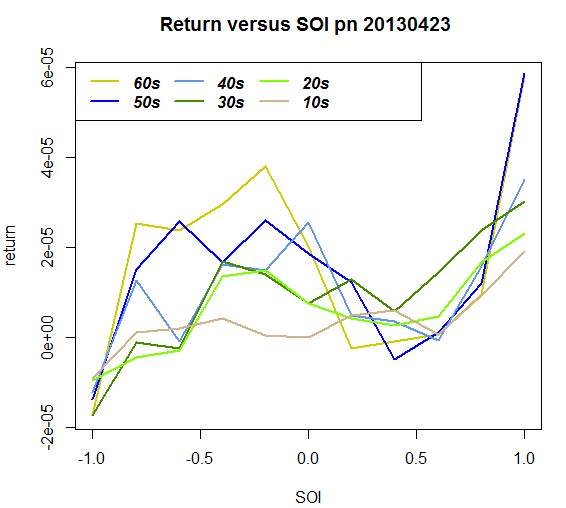 Return versus SOI pn 20130423
60s 40s 20s
50s 30s 10s
6e-05
4e-05
2e-05
0e+00
-2e-05
return
-1.0 -0.5 0.0 0.5 1.0
SOI